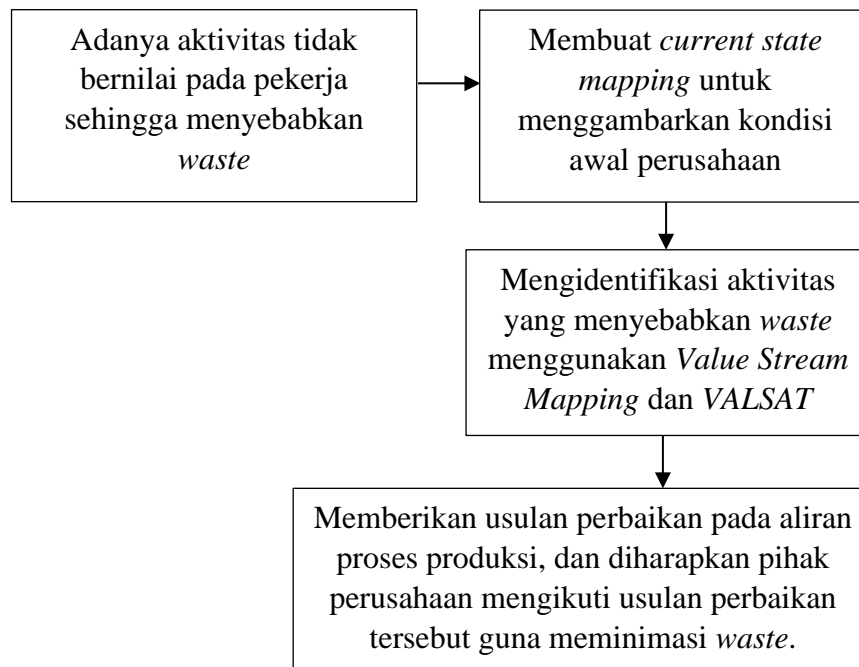 Adanya aktivitas tidak
bernilai pada pekerja
sehingga menyebabkan
waste
Membuat current state
mapping untuk
menggambarkan kondisi
awal perusahaan
Mengidentifikasi aktivitas
yang menyebabkan waste
menggunakan Value Stream
Mapping dan VALSAT
Memberikan usulan perbaikan pada aliran
proses produksi, dan diharapkan pihak
perusahaan mengikuti usulan perbaikan
tersebut guna meminimasi waste.